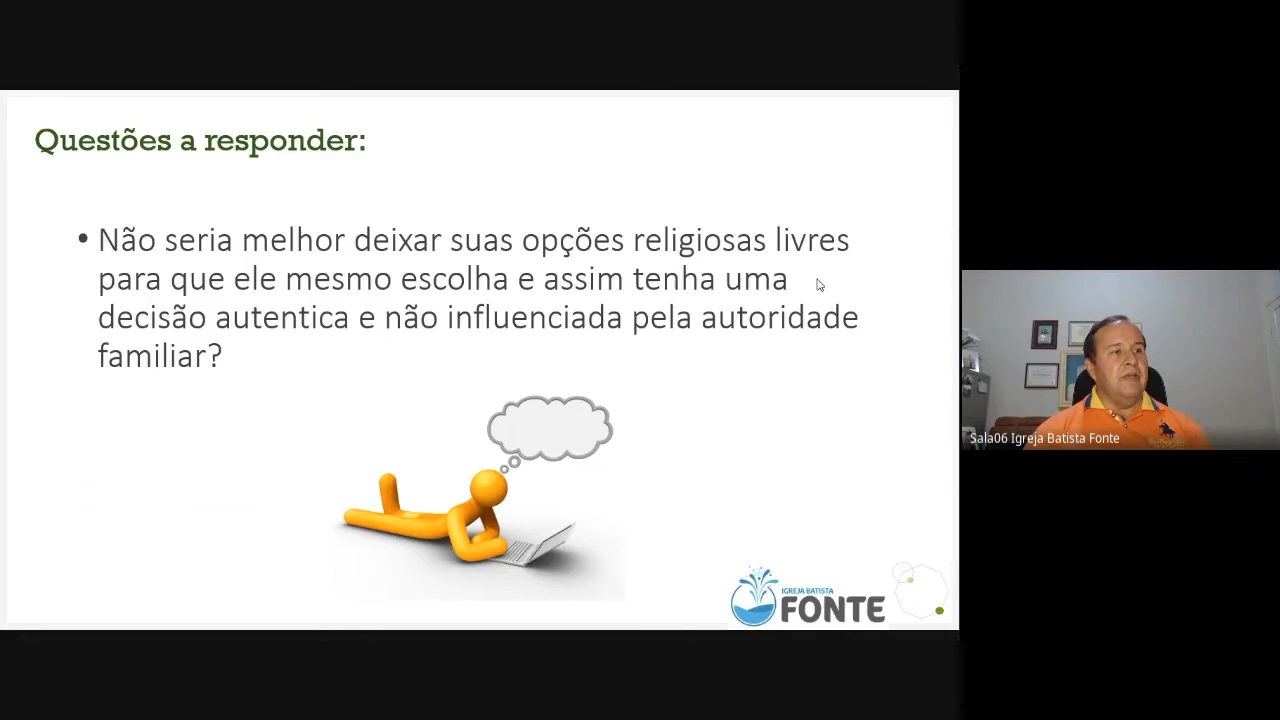 Questões a responder:
• Não seria melhor deixar suas opções religiosas livres
para que ele mesmo escolha e assim tenha uma
decisão autentica e não influenciada pela autoridade
familiar?
IGREJA BATISTA
FONTE
Sala06 Igreja Batista Fonte